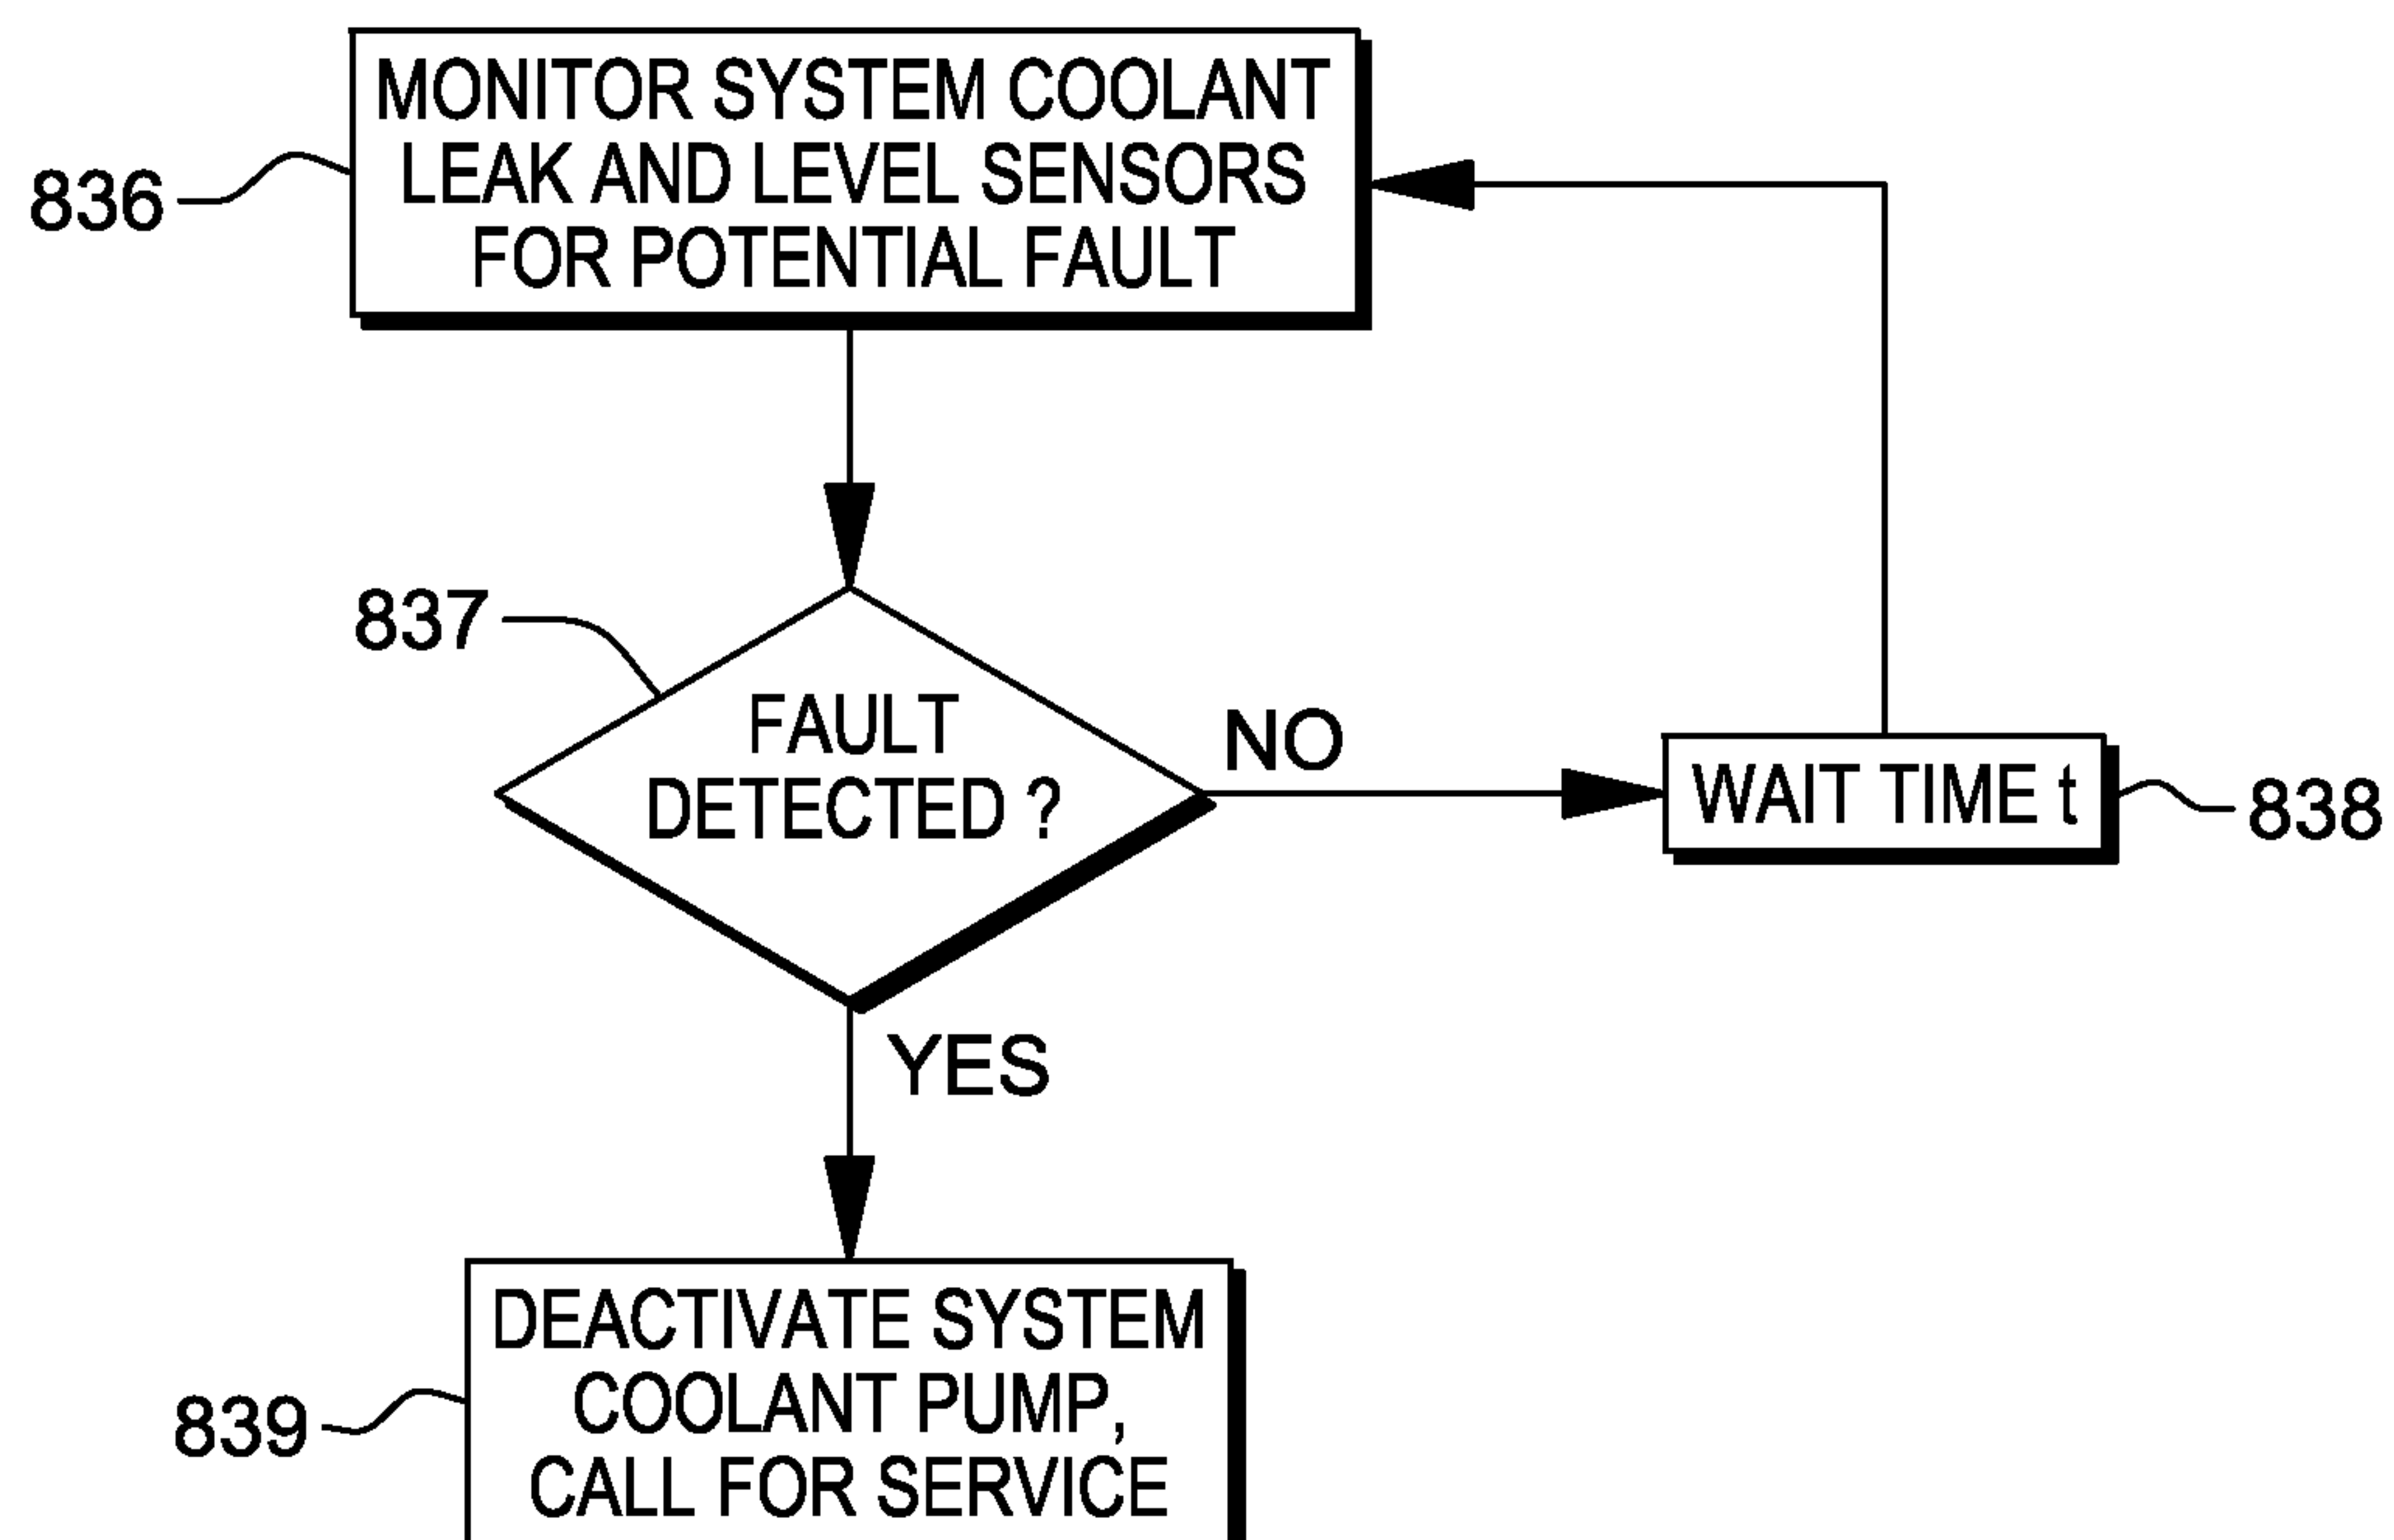 MONITOR SYSTEM COOLANT
LEAK AND LEVEL SENSORS
FOR POTENTIAL FAULT
836
837
FAULT
DETECTED ?
NO
WAIT TIME t
838
YES
DEACTIVATE SYSTEM
COOLANT PUMP,
CALL FOR SERVICE
839